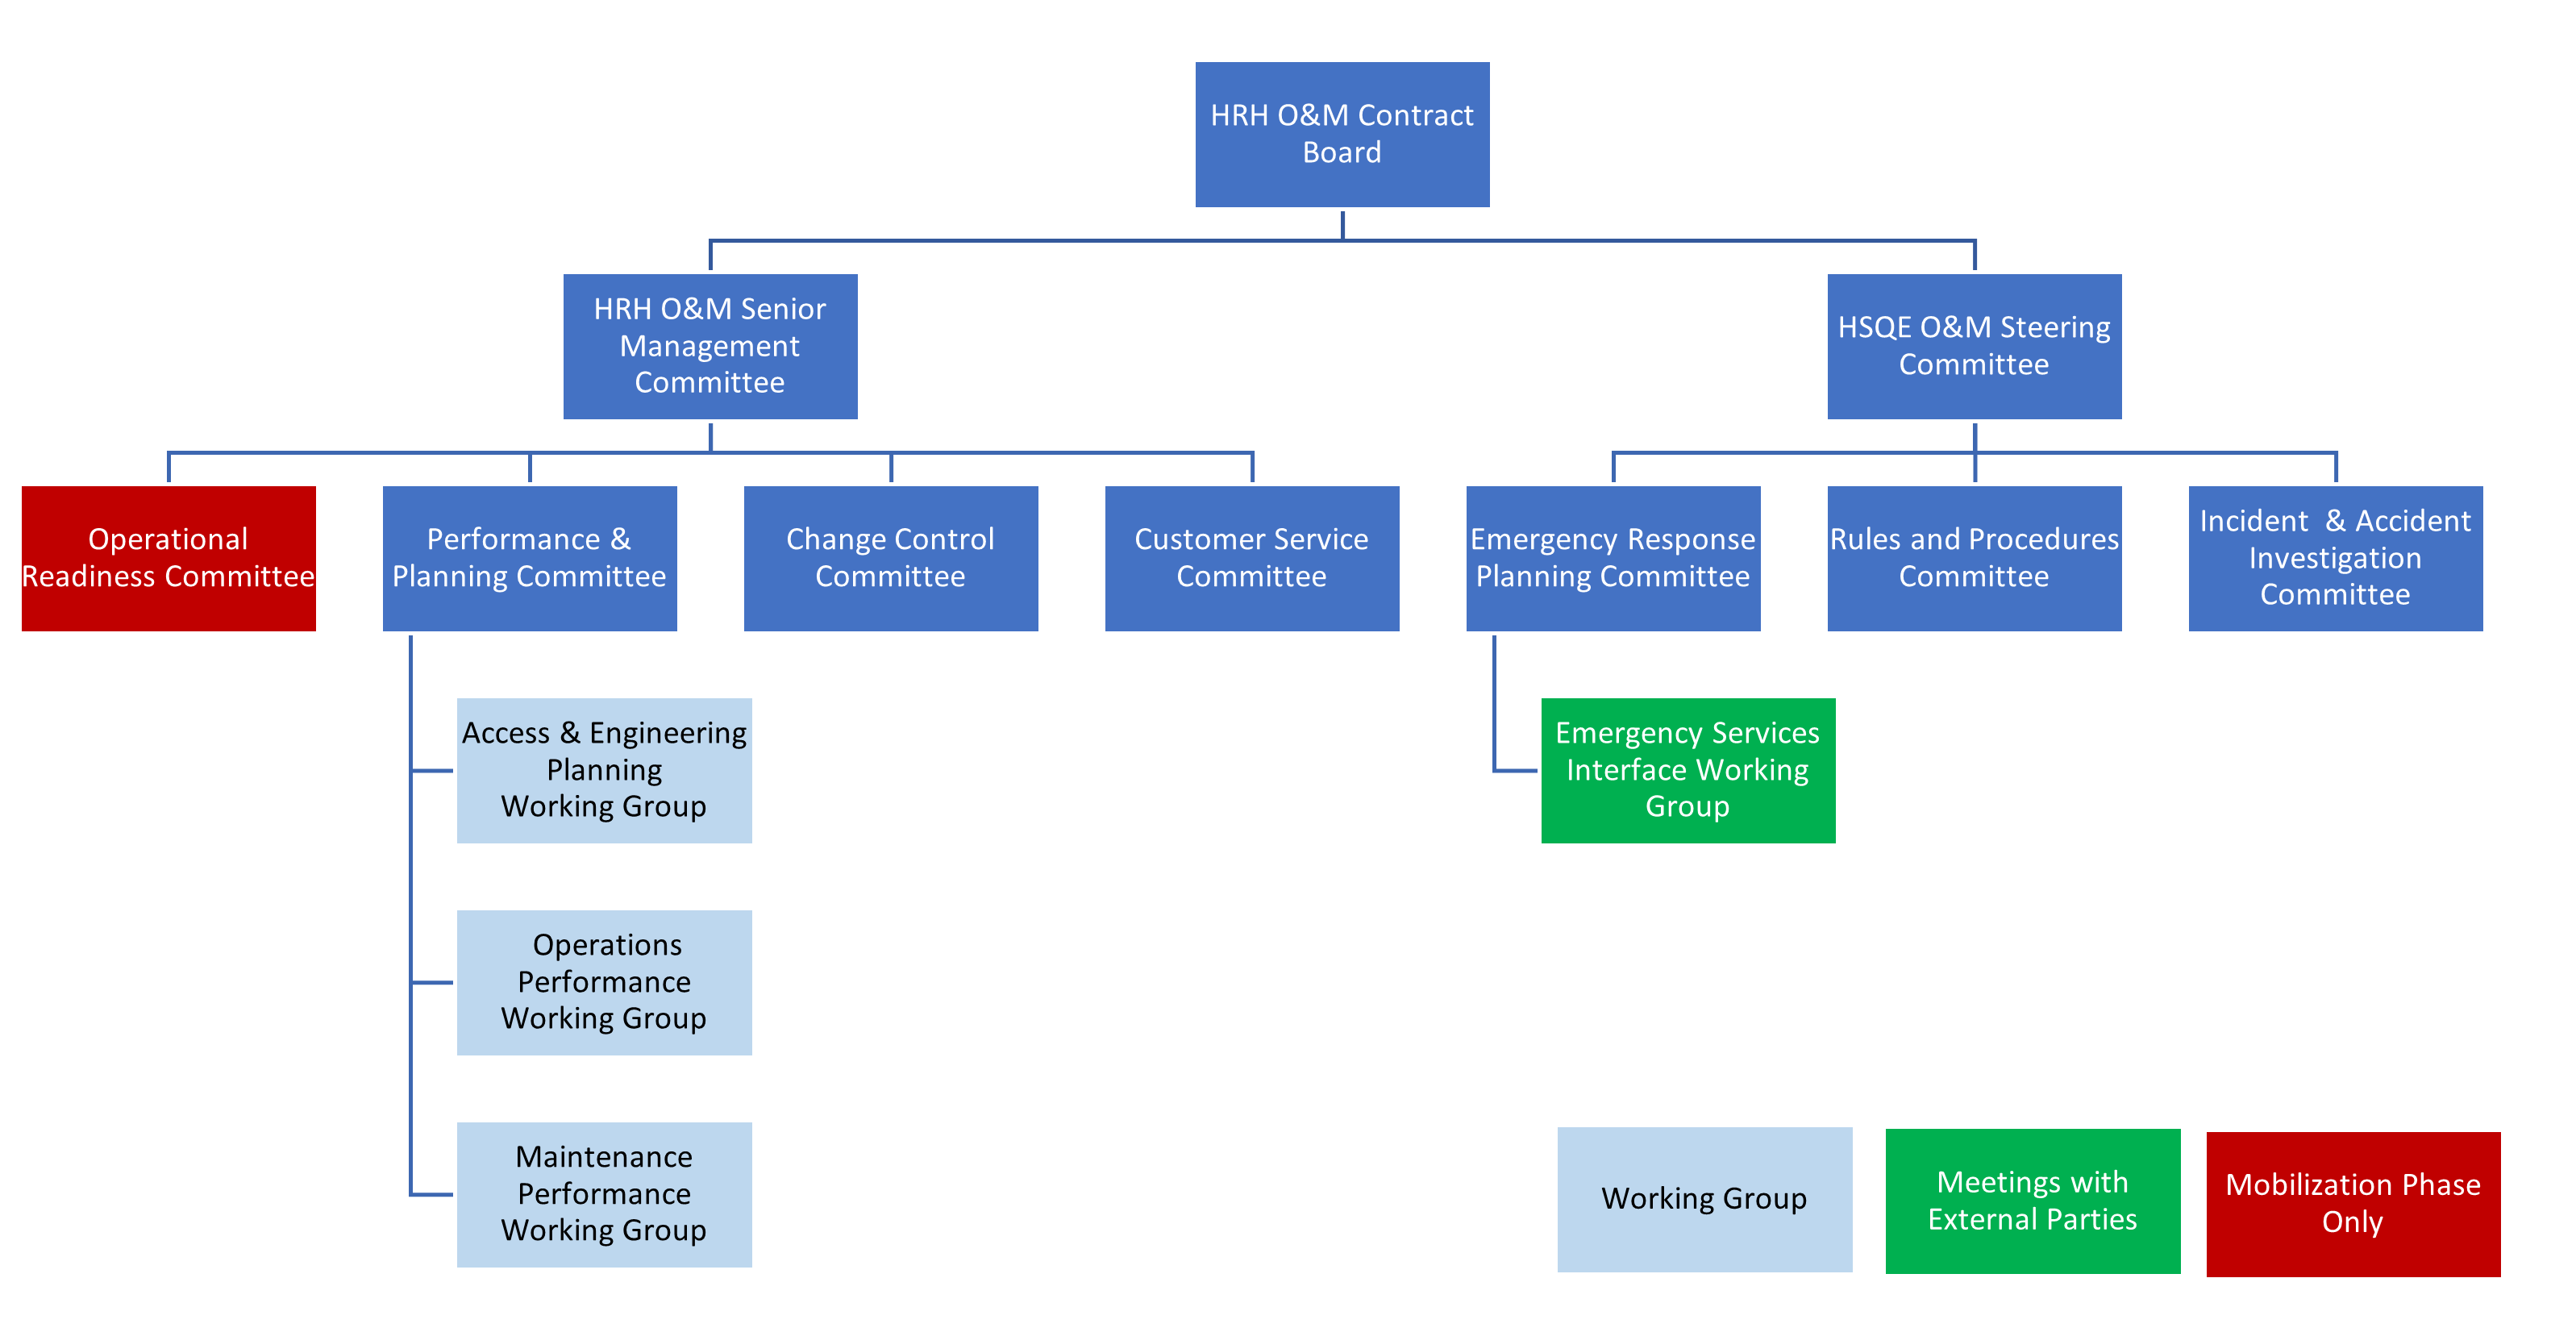 HRH O&M Contract
Board
HRH O&M Senior
Management
Committee
HSQE O&M Steering
Committee
Operational
Readiness Committee
Performance &
Planning Committee
Change Control
Committee
Customer Service
Committee
Emergency Response
Planning Committee
Rules and Procedures
Committee
Incident  & Accident
Investigation
Committee
Access & Engineering
Planning
Working Group
Emergency Services
Interface Working
Group
Operations
Performance
Working Group
Maintenance
Performance
Working Group
Working Group
Meetings with
External Parties
Mobilization Phase
Only